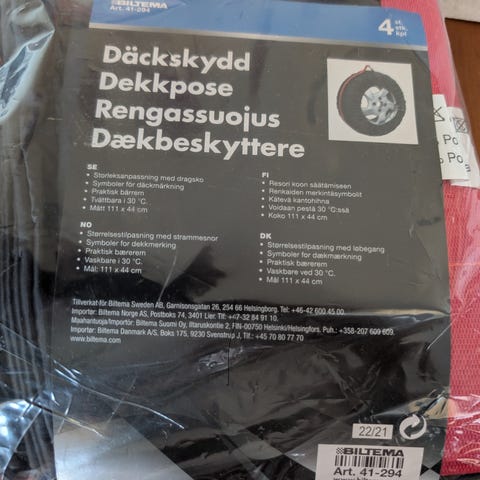 BILTEMA
Art. 41-294
4 st.
stk.
kpl
Däckskydd
Dekkpose
Rengassuojus
Dækbeskyttere
SE
• Storleksanpassning med dragsko
• Symboler för däckmärkning
• Praktisk bärrem
• Tvättbara i 30 °C.
• Mått 111 x 44 cm
FI
• Resori koon säätämiseen
• Renkaiden merkintäsymbolit
• Kätevä kantohihna
• Voidaan pestä 30 °C:ssä
• Koko 111 x 44 cm
NO
• Størrelsestilpasning med strammesnor
• Symboler for dekkmerking
• Praktisk bærerem
• Vaskbare i 30 °C.
• Mål: 111 x 44 cm
DK
• Størrelsestilpasning med løbegang
• Symboler for dækmærkning
• Praktisk bærerem
• Vaskbare ved 30 °C.
• Mål: 111 x 44 cm
Tillverkat för Biltema Sweden AB, Garnisonsgatan 26, 254 66 Helsingborg. Tel: +46-42 600 45 00.
Importør: Biltema Norge AS, Postboks 74, 3401 Lier. Tlf: +47-32 84 91 10.
Maahantuoja/Importör: Biltema Suomi Oy, Iltaruskontie 2, FIN-00750 Helsinki/Helsingfors. Puh.: +358-207 609 609.
Importør: Biltema Danmark A/S, Boks 175, 9230 Svenstrup J, Tlf: +45 70 80 77 70
www.biltema.com
% Po
% Po
22/21
BILTEMA
Art. 41-294